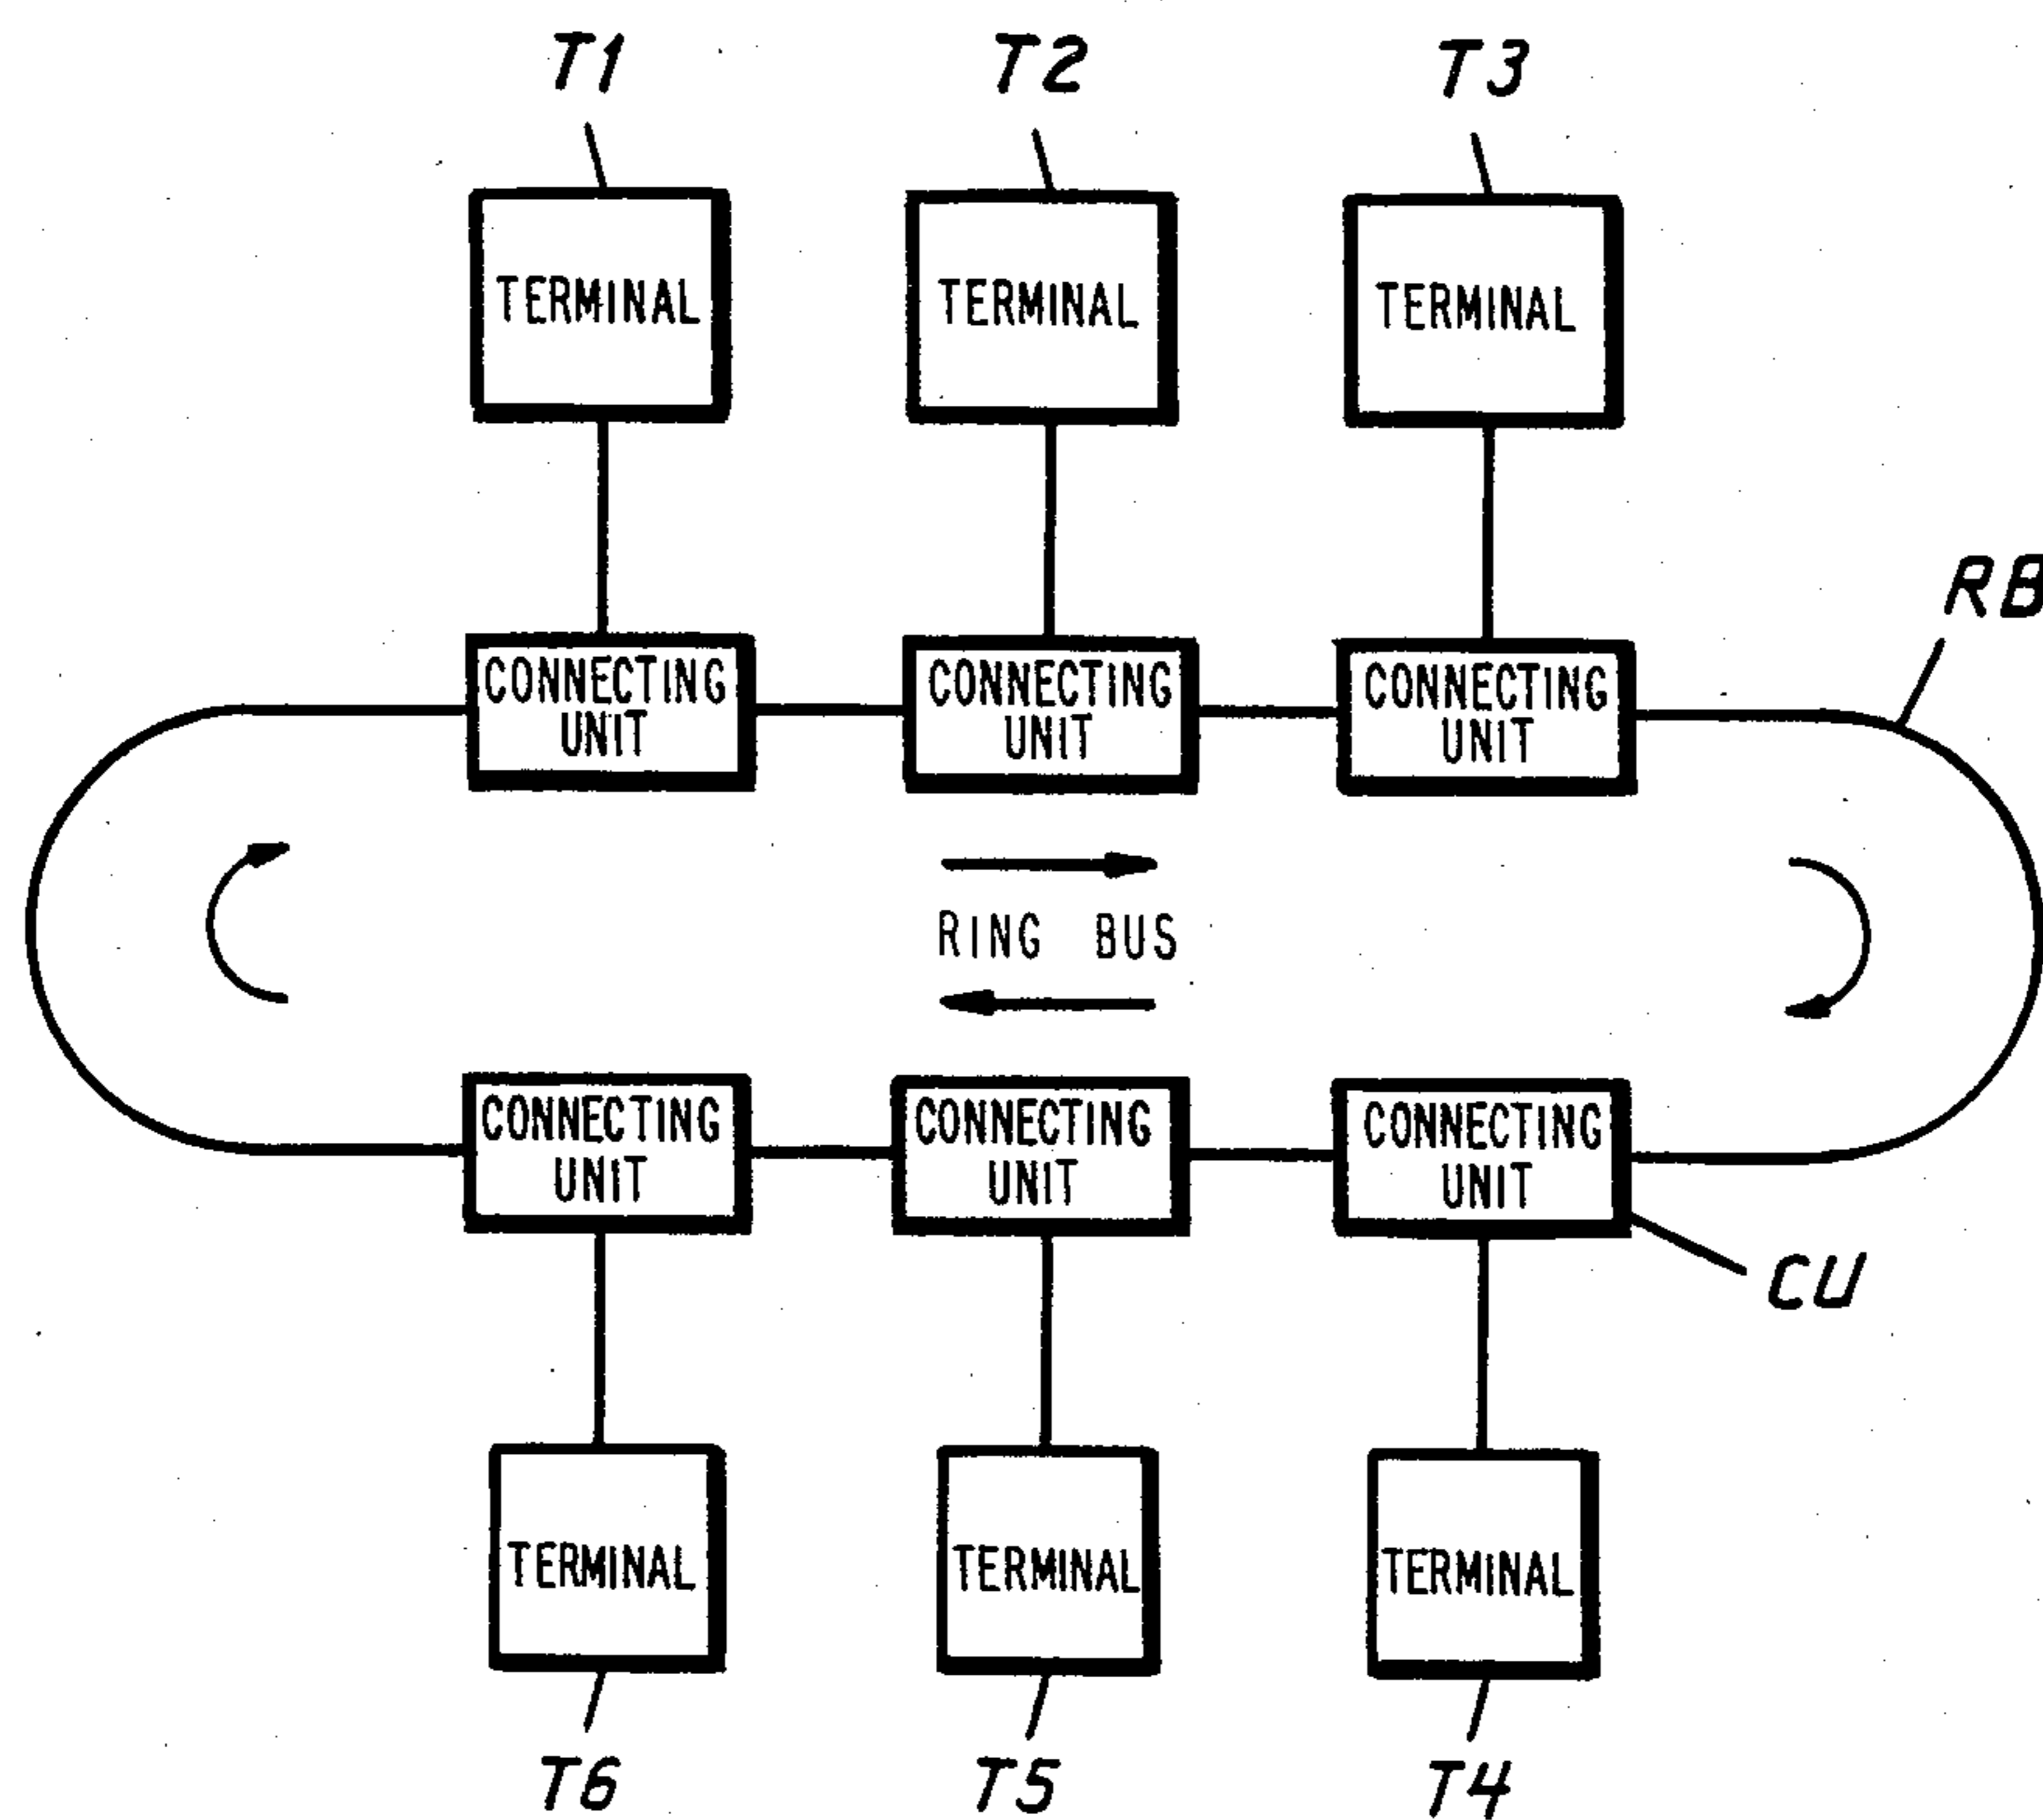 T1
T2
T3
TERMINAL
TERMINAL
TERMINAL
RB
CONNECTING
UNIT
CONNECTING
UNIT
CONNECTING
UNIT
RING BUS
CONNECTING
UNIT
CONNECTING
UNIT
CONNECTING
UNIT
CU
TERMINAL
TERMINAL
TERMINAL
T6
T5
T4